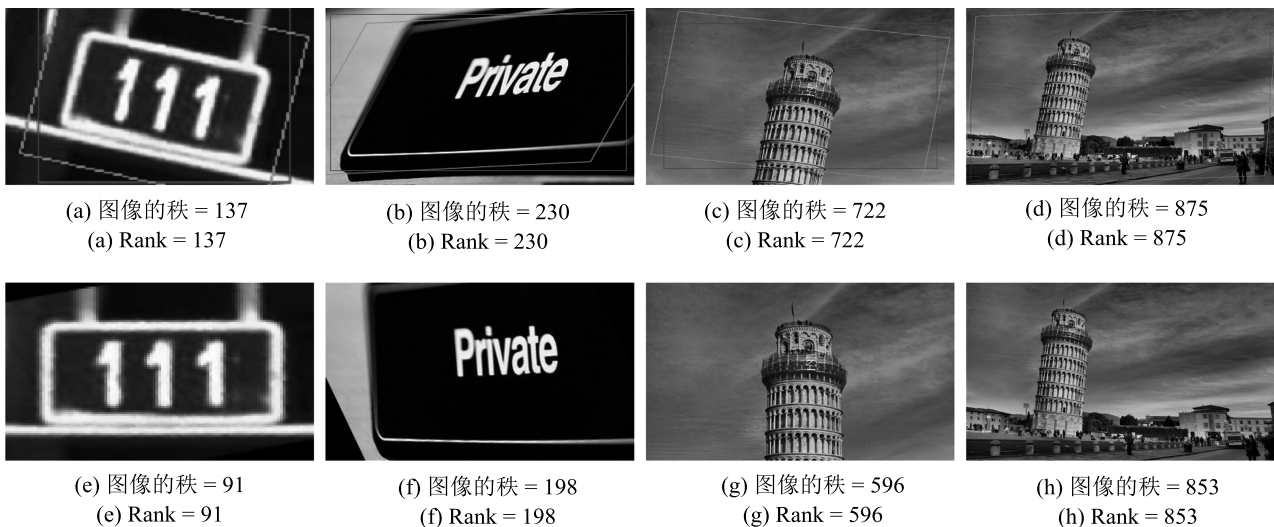 111
Private
(a) 图像的秩 = 137
(a) Rank = 137
(b) 图像的秩 = 230
(b) Rank = 230
(c) 图像的秩 = 722
(c) Rank = 722
(d) 图像的秩 = 875
(d) Rank = 875
111
Private
(e) 图像的秩 = 91
(e) Rank = 91
(f) 图像的秩 = 198
(f) Rank = 198
(g) 图像的秩 = 596
(g) Rank = 596
(h) 图像的秩 = 853
(h) Rank = 853